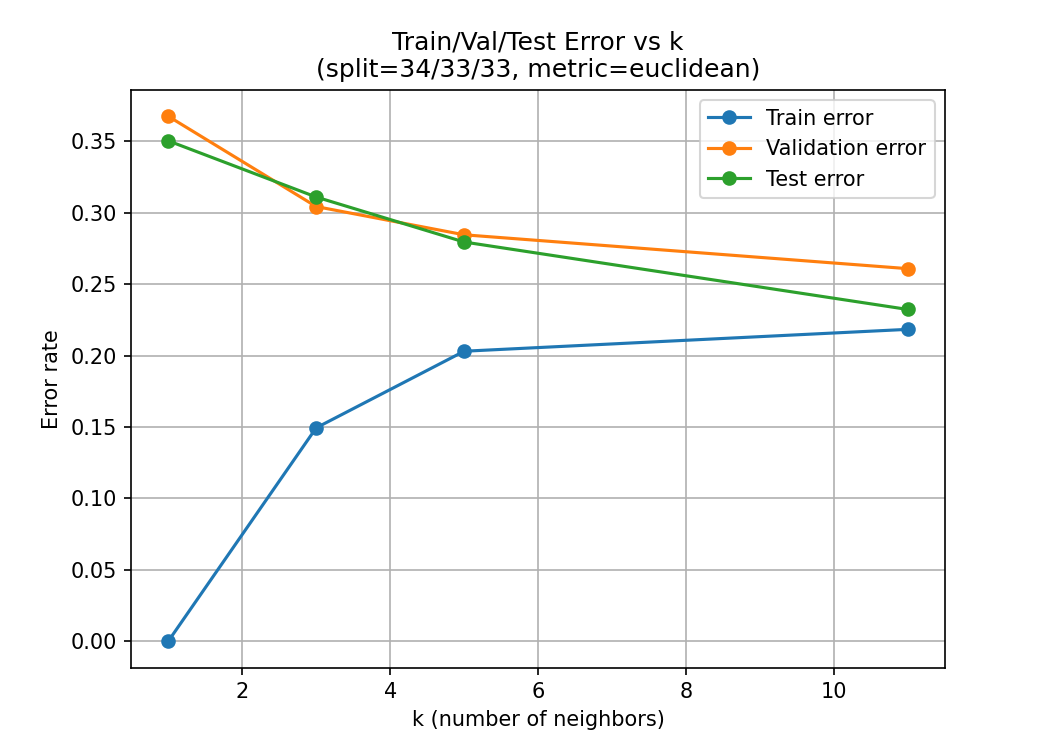 Train/Val/Test Error vs k
(split=34/33/33, metric=euclidean)
Train error
Validation error
Test error
Error rate
0.35
0.30
0.25
0.20
0.15
0.10
0.05
0.00
2 4 6 8 10
k (number of neighbors)